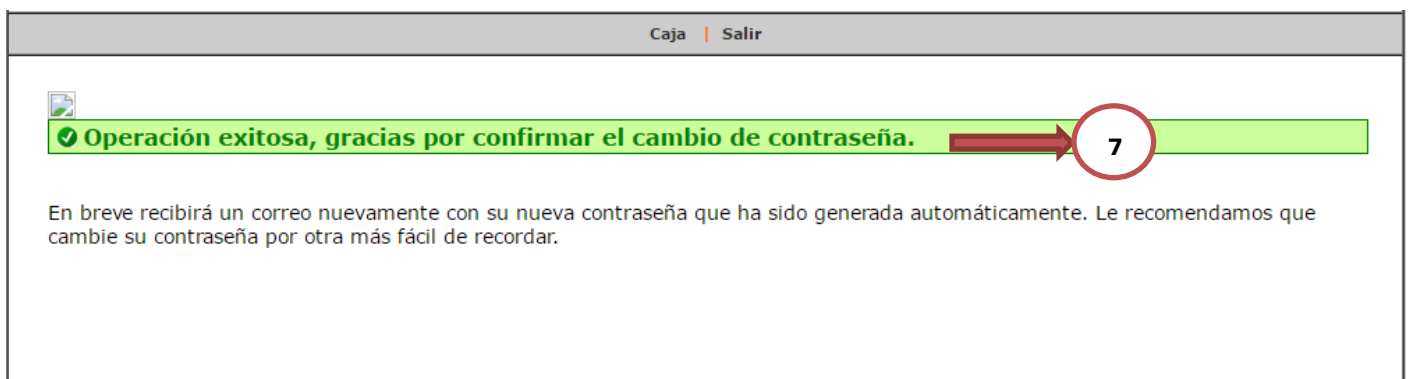 Caja | Salir
Operación exitosa, gracias por confirmar el cambio de contraseña.
7
En breve recibirá un correo nuevamente con su nueva contraseña que ha sido generada automáticamente. Le recomendamos que
cambie su contraseña por otra más fácil de recordar.